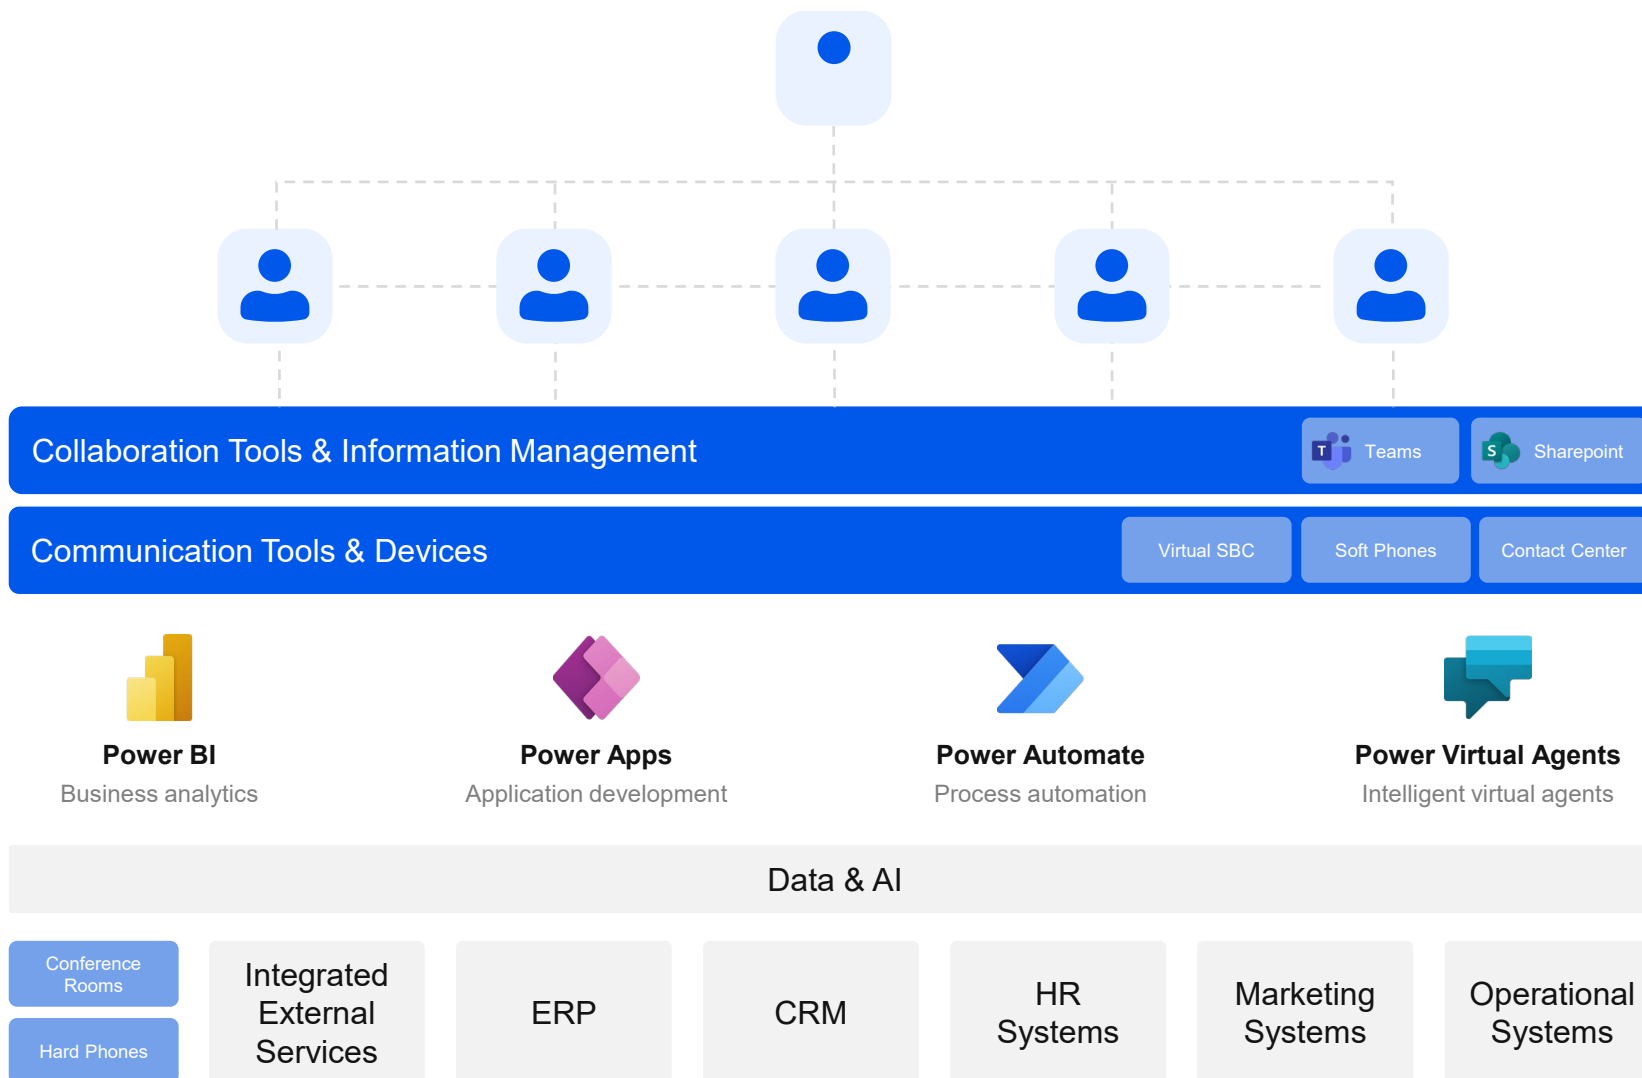 Collaboration Tools & Information Management
T
Teams
S
Sharepoint
Communication Tools & Devices
Virtual SBC
Soft Phones
Contact Center
Power BI
Business analytics
Power Apps
Application development
Power Automate
Process automation
Power Virtual Agents
Intelligent virtual agents
Data & AI
Conference
Rooms
Hard Phones
Integrated
External
Services
ERP
CRM
HR
Systems
Marketing
Systems
Operational
Systems